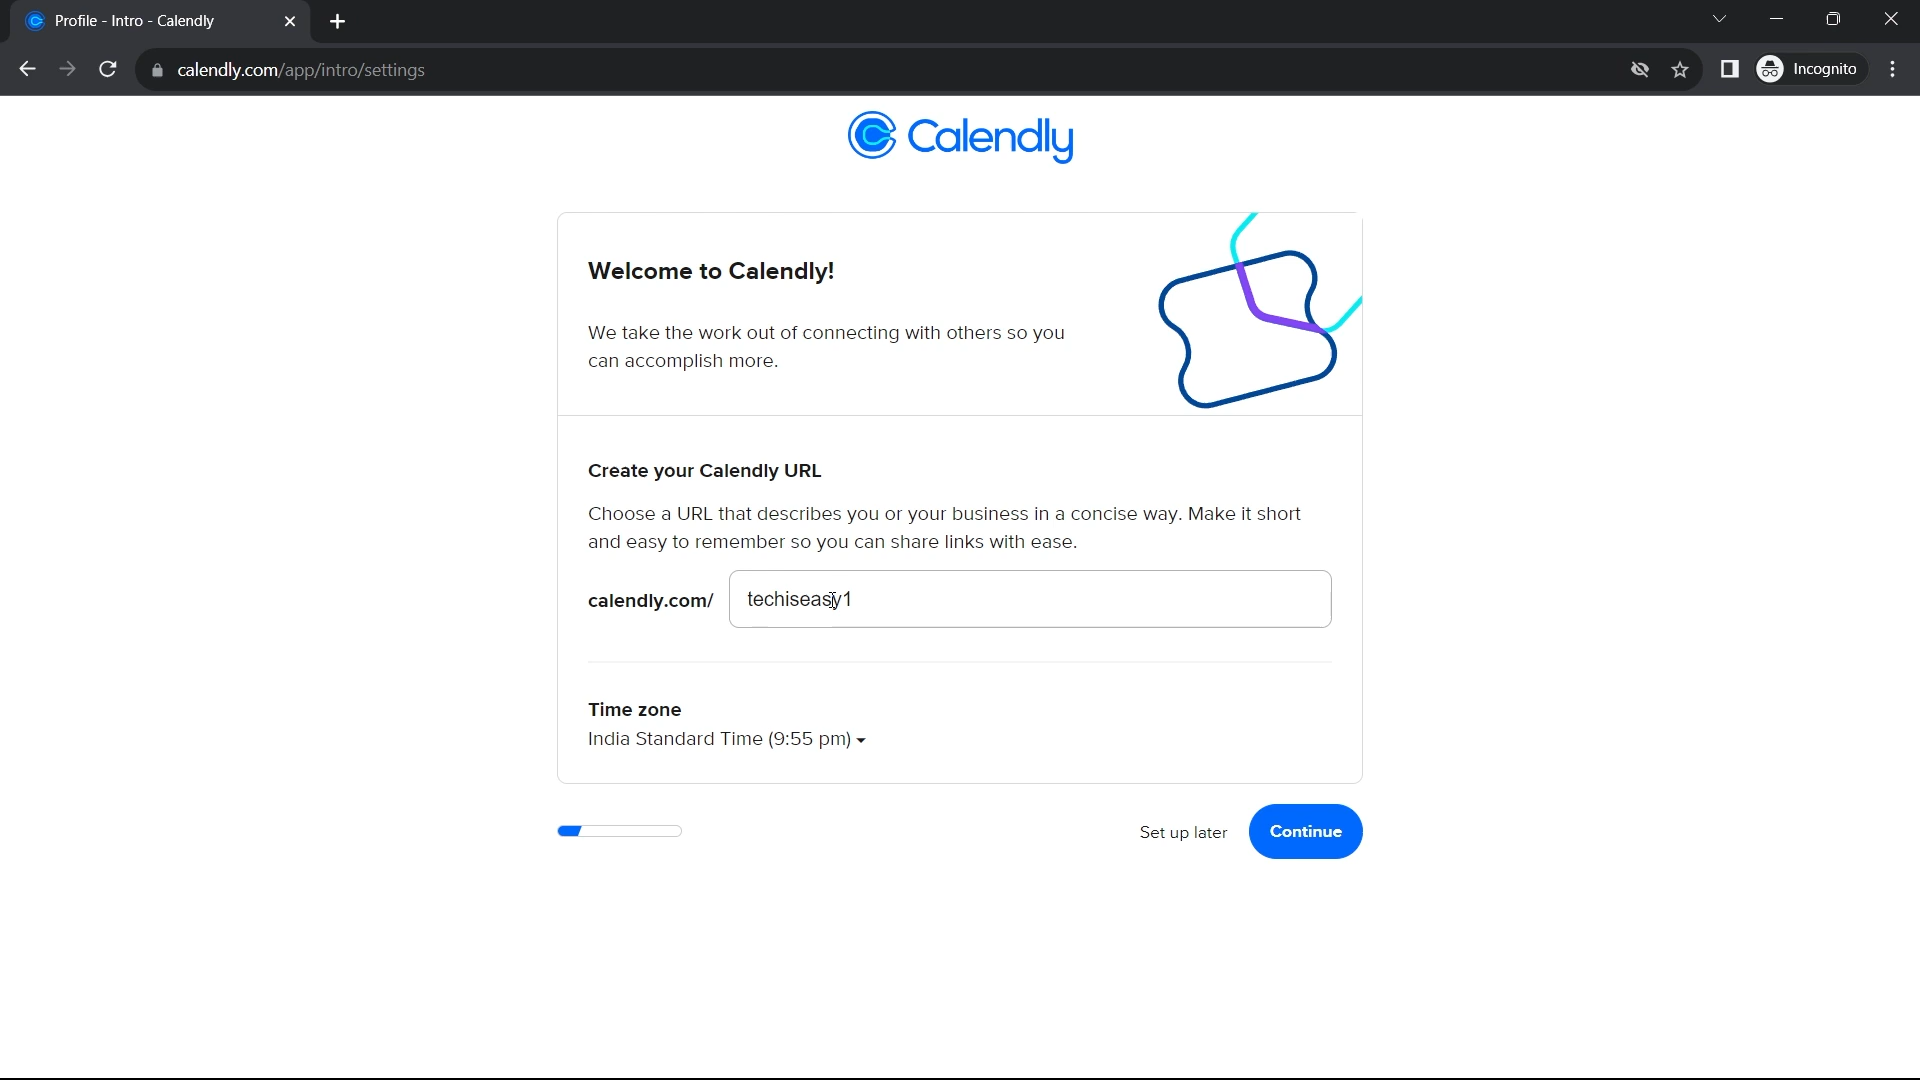 Profile - Intro - Calendly
calendly.com/app/intro/settings
Incognito
Calendly
Welcome to Calendly!
We take the work out of connecting with others so you
can accomplish more.
Create your Calendly URL
Choose a URL that describes you or your business in a concise way. Make it short
and easy to remember so you can share links with ease.
calendly.com/ techiseasy1
Time zone
India Standard Time (9:55 pm)
Set up later
Continue